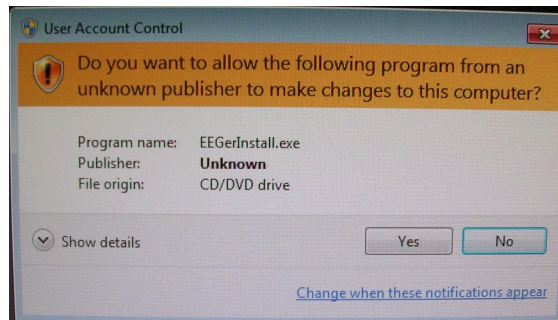 User Account Control
Do you want to allow the following program from an
unknown publisher to make changes to this computer?
Program name: EEGerInstall.exe
Publisher: Unknown
File origin: CD/DVD drive
Show details
Yes No
Change when these notifications appear